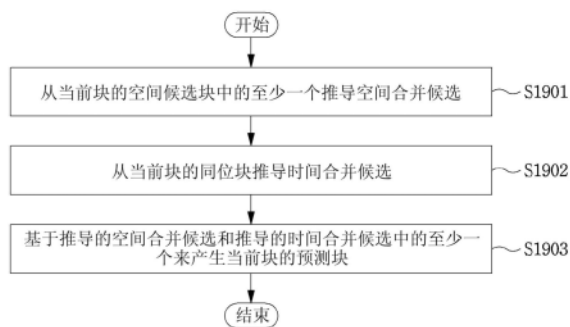 开始
从当前块的空间候选块中的至少一个推导空间合并候选
S1901
从当前块的同位块推导时间合并候选
S1902
基于推导的空间合并候选和推导的时间合并候选中的至少一
个来产生当前块的预测块
S1903
结束